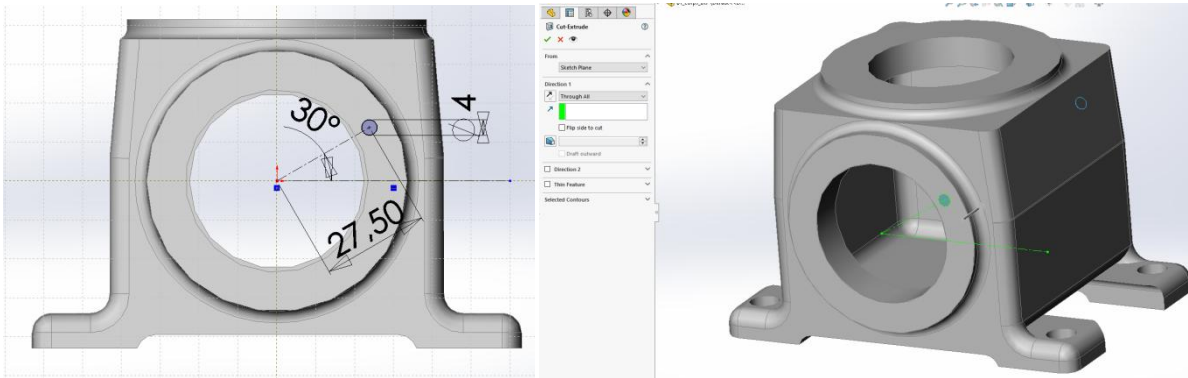 30°
4
27,50
Cut-Extrude
From
Sketch Plane
Direction 1
Through All
Flip side to cut
Draft outward
Direction 2
Thin Feature
Selected Contours